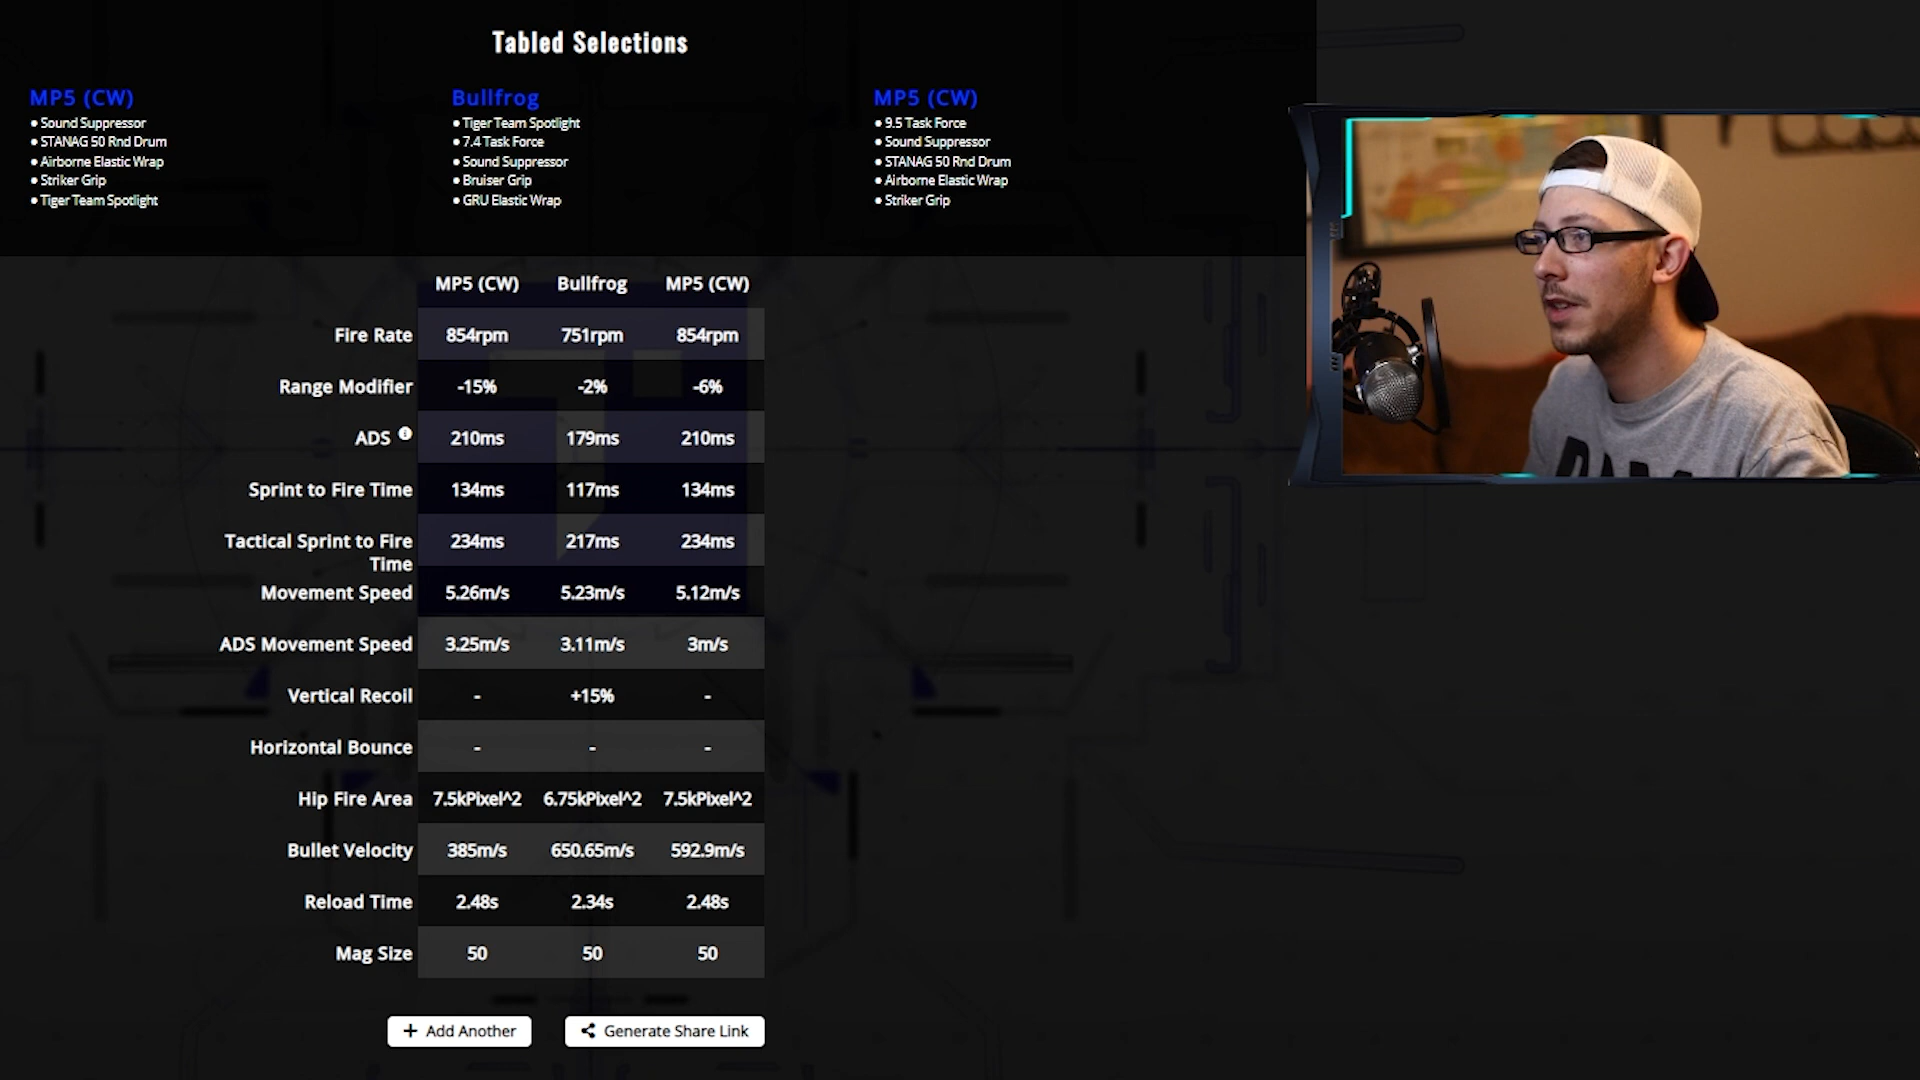 Tabled Selections
MP5 (CW)
• Sound Suppressor
• STANAG 50 Rnd Drum
• Airborne Elastic Wrap
• Striker Grip
• Tiger Team Spotlight
Bullfrog
• Tiger Team Spotlight
• 7.4 Task Force
• Sound Suppressor
• Bruiser Grip
• GRU Elastic Wrap
MP5 (CW)
• 9.5 Task Force
• Sound Suppressor
• STANAG 50 Rnd Drum
• Airborne Elastic Wrap
• Striker Grip
MP5 (CW) Bullfrog MP5 (CW)
Fire Rate 854rpm 751rpm 854rpm
Range Modifier -15% -2% -6%
ADS 210ms 179ms 210ms
Sprint to Fire Time 134ms 117ms 134ms
Tactical Sprint to Fire 234ms 217ms 234ms
Time
Movement Speed 5.26m/s 5.23m/s 5.12m/s
ADS Movement Speed 3.25m/s 3.11m/s 3m/s
Vertical Recoil - +15% -
Horizontal Bounce - - -
Hip Fire Area 7.5kPixel^2 6.75kPixel^2 7.5kPixel^2
Bullet Velocity 385m/s 650.65m/s 592.9m/s
Reload Time 2.48s 2.34s 2.48s
Mag Size 50 50 50
+ Add Another
Generate Share Link